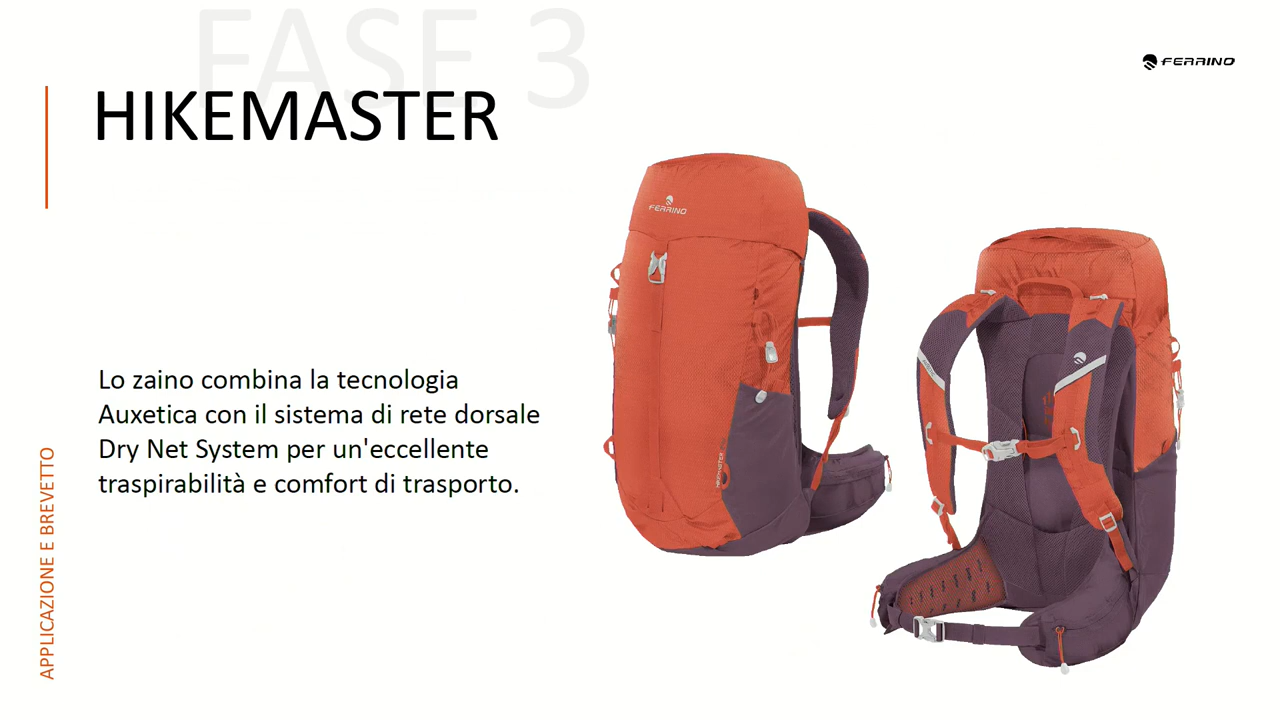 FASE 3
HIKEMASTER
FERRINO
FERRINO
Lo zaino combina la tecnologia
Auxetica con il sistema di rete dorsale
Dry Net System per un'eccellente
traspirabilità e comfort di trasporto.
HIKEMASTER
APPLICAZIONE E BREVETTO